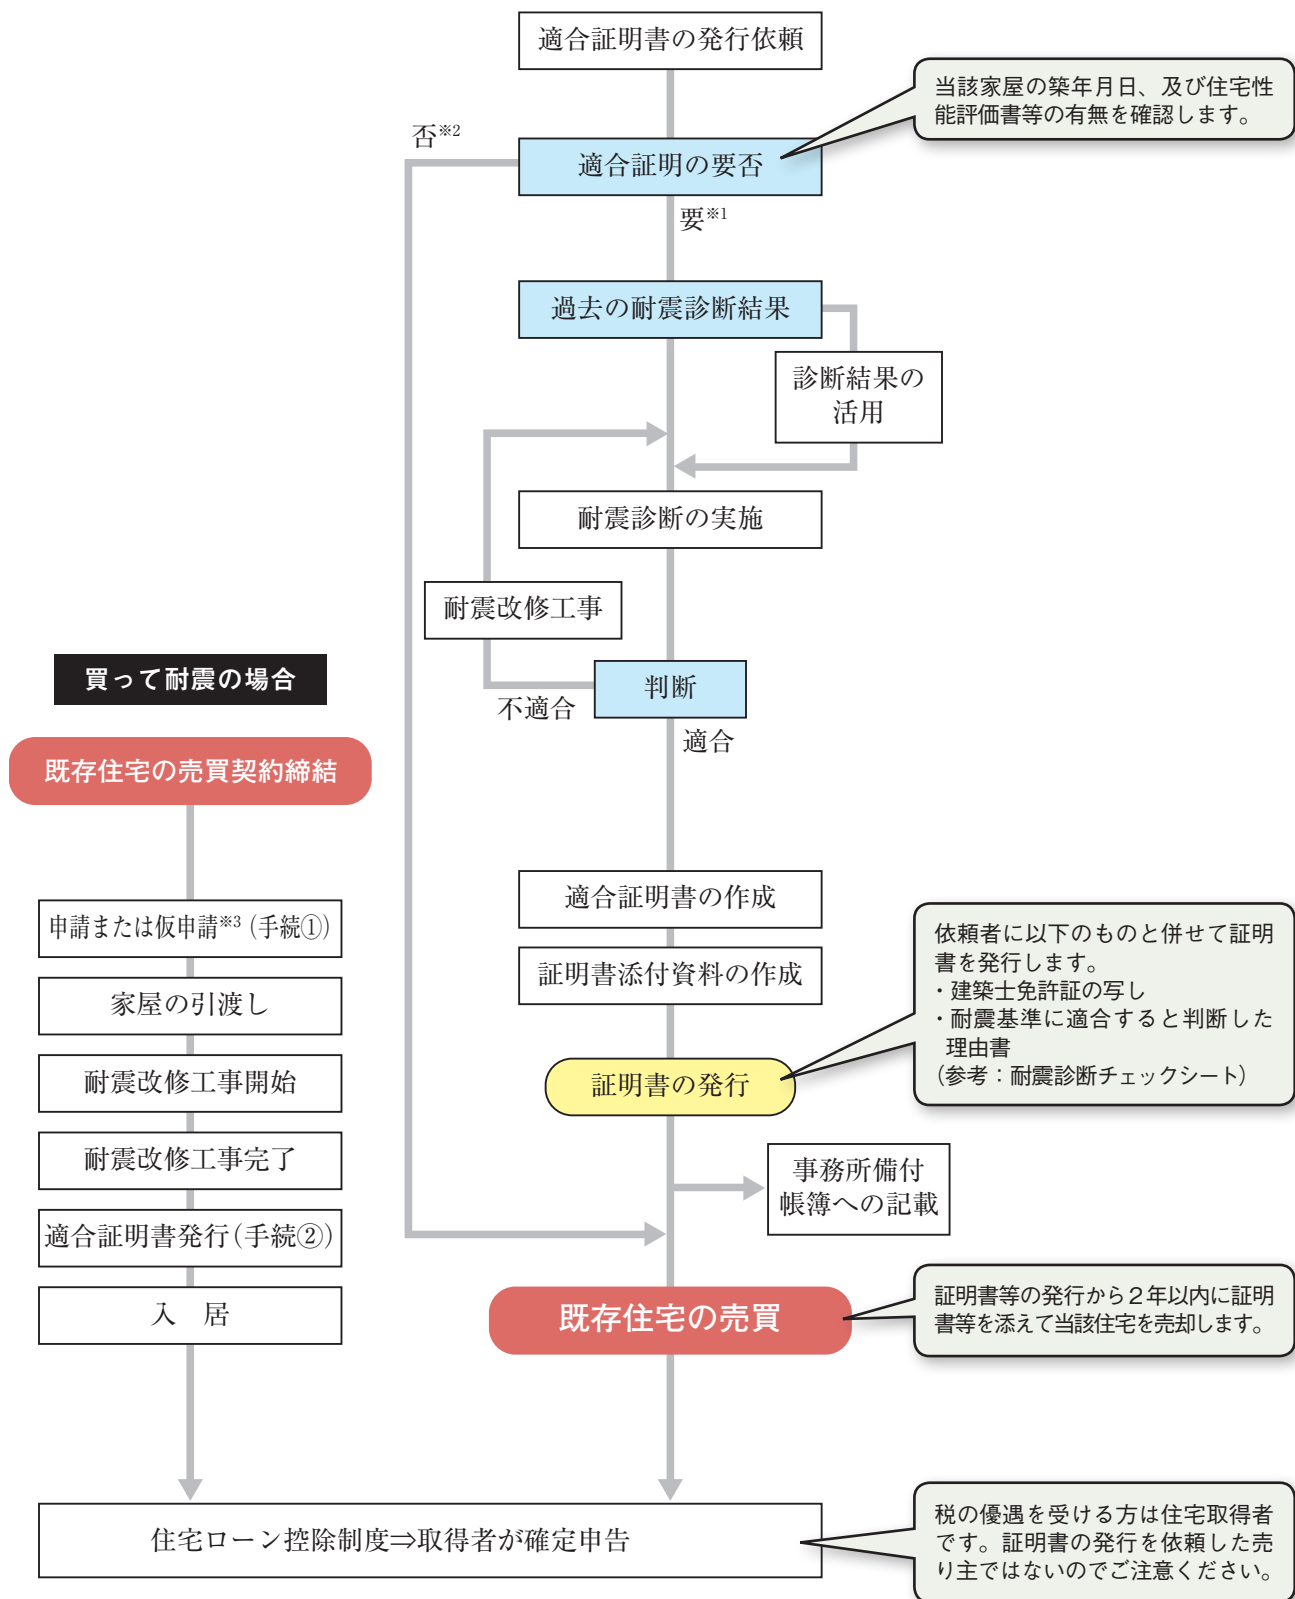 適合証明書の発行依頼
当該家屋の築年月日、及び住宅性
能評価書等の有無を確認します。
否※2
適合証明の要否
要※1
過去の耐震診断結果
診断結果の
活用
耐震診断の実施
耐震改修工事
判断
不適合
適合
買って耐震の場合
既存住宅の売買契約締結
申請または仮申請※3（手続①）
家屋の引渡し
耐震改修工事開始
耐震改修工事完了
適合証明書発行（手続②）
入　居
適合証明書の作成
証明書添付資料の作成
証明書の発行
依頼者に以下のものと併せて証明
書を発行します。
・建築士免許証の写し
・耐震基準に適合すると判断した
理由書
（参考：耐震診断チェックシート）
事務所備付
帳簿への記載
既存住宅の売買
証明書等の発行から２年以内に証明
書等を添えて当該住宅を売却します。
住宅ローン控除制度⇒取得者が確定申告
税の優遇を受ける方は住宅取得者
です。証明書の発行を依頼した売
り主ではないのでご注意ください。